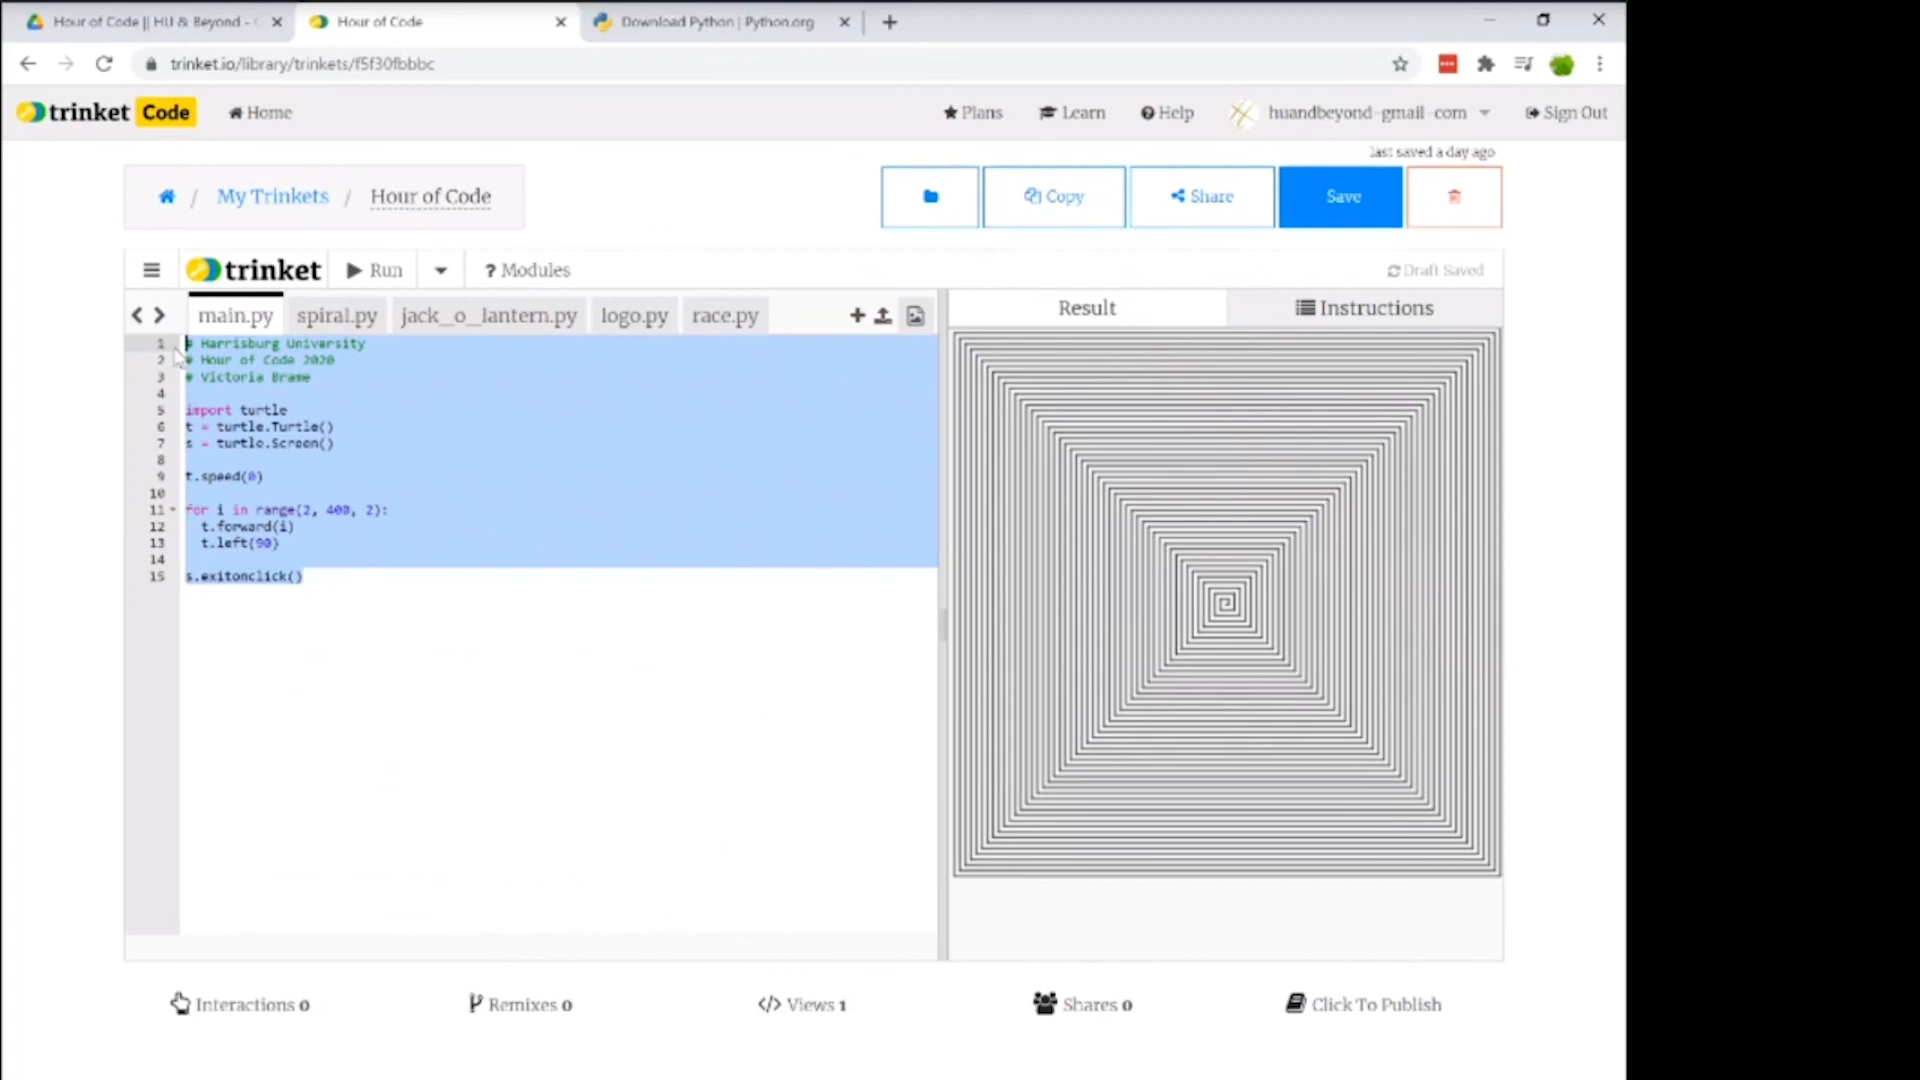 Hour of Code || HU & Beyond -
Hour of Code
Download Python | Python.org
trinket.io/library/trinkets/f5f30fbbbc
trinket Code
Home
Plans
Learn
Help
huandbeyond-gmail-com
Sign Out
last saved a day ago
/ My Trinkets / Hour of Code
Copy
Share
Save
trinket
Run
? Modules
Draft Saved
main.py
spiral.py
jack_o_lantern.py
logo.py
race.py
Result
Instructions
1 # Harrisburg University
2 # Hour of Code 2020
3 # Victoria Brame
4
5 import turtle
6 t = turtle.Turtle()
7 s = turtle.Screen()
8
9 t.speed(0)
10
11 for i in range(2, 400, 2):
12 t.forward(i)
13 t.left(90)
14
15 s.exitonclick()
Interactions 0
Remixes 0
</> Views 1
Shares 0
Click To Publish